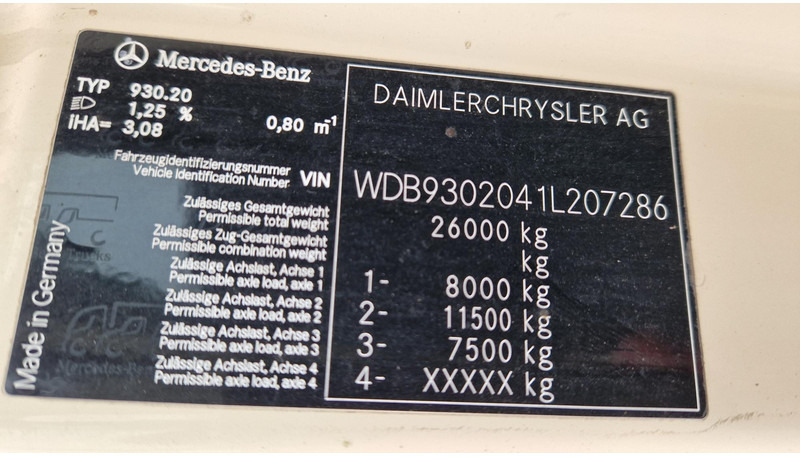 Mercedes-Benz
TYP 930.20
1,25 % 0,80 m⁻¹
iHA= 3,08
DAIMLERCHRYSLER AG
Fahrzeugidentifizierungsnummer
Vehicle Identification Number VIN
WDB9302041L207286
Zulässiges Gesamtgewicht
Permissible total weight
26000 kg
Zulässiges Zug-Gesamtgewicht
Permissible combination weight
kg
Zulässige Achslast, Achse 1
Permissible axle load, axle 1
1- 8000 kg
Zulässige Achslast, Achse 2
Permissible axle load, axle 2
2- 11500 kg
Zulässige Achslast, Achse 3
Permissible axle load, axle 3
3- 7500 kg
Zulässige Achslast, Achse 4
Permissible axle load, axle 4
4- XXXXX kg
Made in Germany